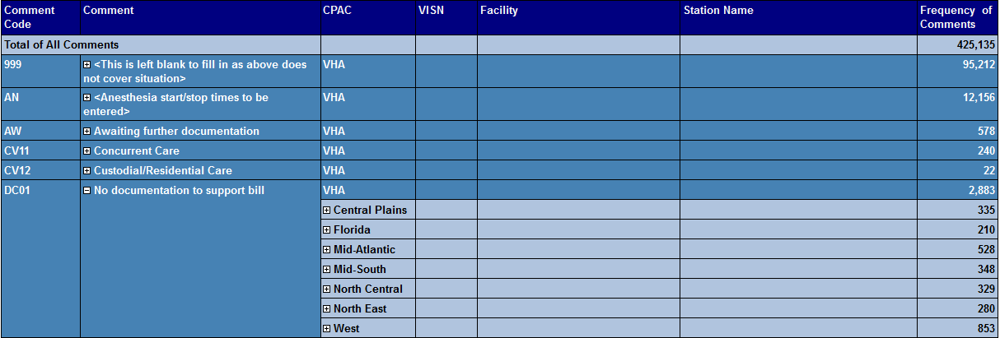 Comment Code Comment CPAC VISN Facility Station Name Frequency of Comments
Total of All Comments 425,135
999 <This is left blank to fill in as above does not cover situation> VHA 95,212
AN <Anesthesia start/stop times to be entered> VHA 12,156
AW Awaiting further documentation VHA 578
CV11 Concurrent Care VHA 240
CV12 Custodial/Residential Care VHA 22
DC01 No documentation to support bill VHA 2,883
Central Plains 335
Florida 210
Mid-Atlantic 528
Mid-South 348
North Central 329
North East 280
West 853